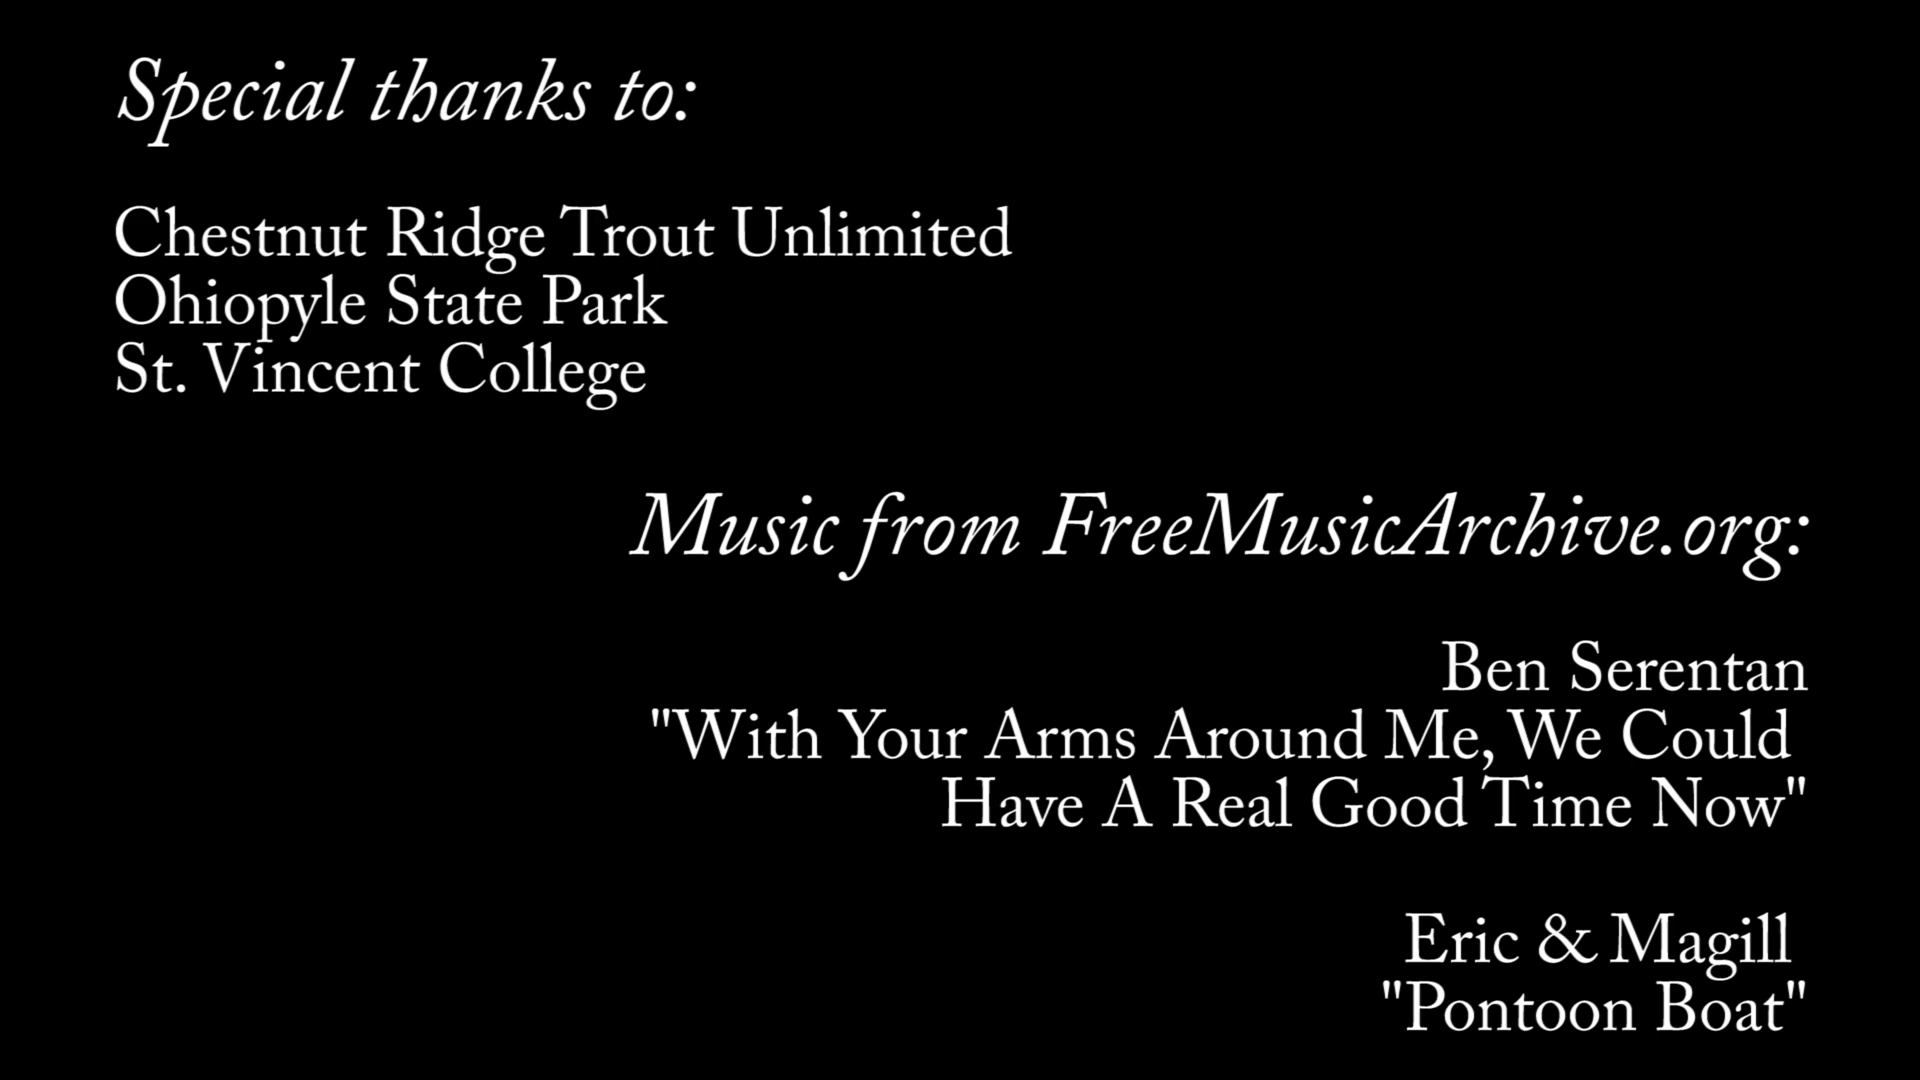 Special thanks to:
Chestnut Ridge Trout Unlimited
Ohiopyle State Park
St. Vincent College
Music from FreeMusicArchive.org:
Ben Serentan
"With Your Arms Around Me, We Could
Have A Real Good Time Now"
Eric & Magill
"Pontoon Boat"